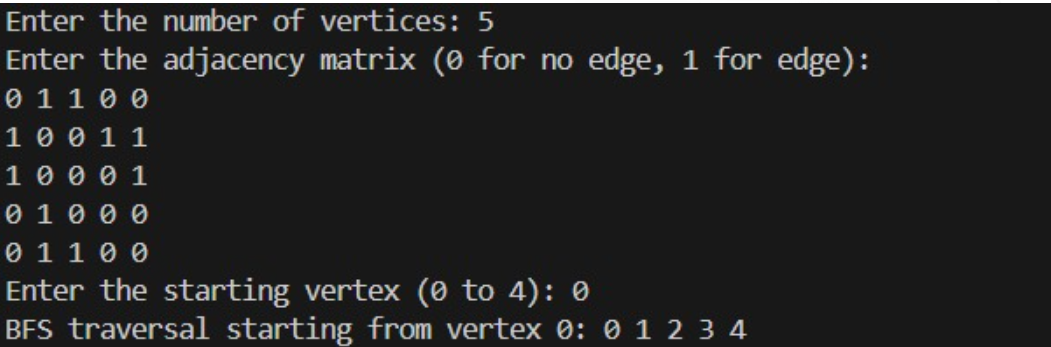 Enter the number of vertices: 5
Enter the adjacency matrix (0 for no edge, 1 for edge):
0 1 1 0 0
1 0 0 1 1
1 0 0 0 1
0 1 0 0 0
0 1 1 0 0
Enter the starting vertex (0 to 4): 0
BFS traversal starting from vertex 0: 0 1 2 3 4